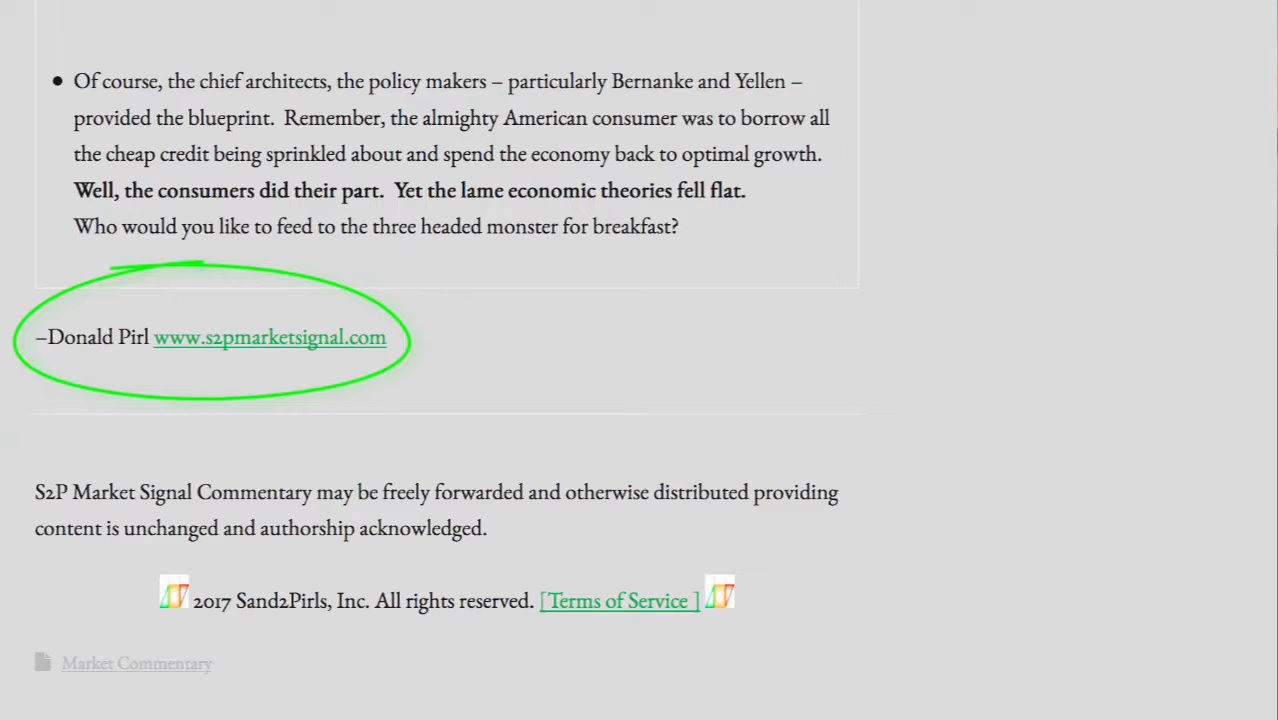 Of course, the chief architects, the policy makers – particularly Bernanke and Yellen –
provided the blueprint.  Remember, the almighty American consumer was to borrow all
the cheap credit being sprinkled about and spend the economy back to optimal growth.
Well, the consumers did their part.  Yet the lame economic theories fell flat.
Who would you like to feed to the three headed monster for breakfast?
–Donald Pirl www.s2pmarketsignal.com
S2P Market Signal Commentary may be freely forwarded and otherwise distributed providing
content is unchanged and authorship acknowledged.
2017 Sand2Pirls, Inc. All rights reserved. [Terms of Service ]
Market Commentary